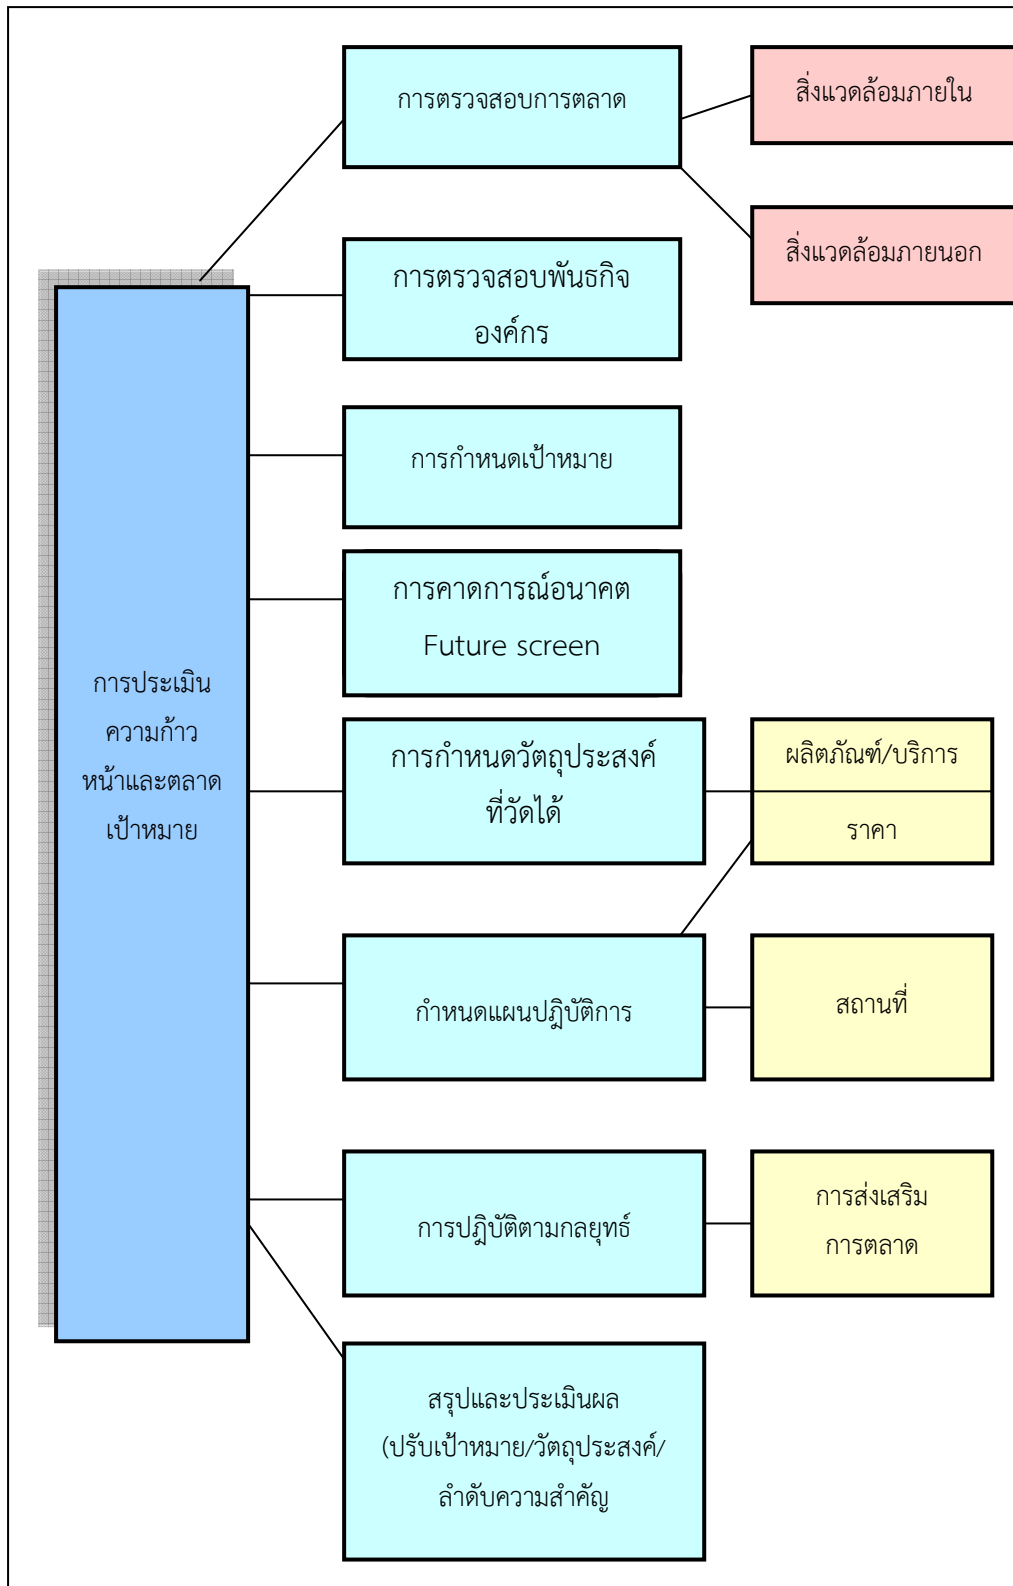 การตรวจสอบการตลาด
สิ่งแวดล้อมภายใน
สิ่งแวดล้อมภายนอก
การตรวจสอบพันธกิจ
องค์กร
การกำหนดเป้าหมาย
การคาดการณ์อนาคต
Future screen
การประเมิน
ความก้าว
หน้าและตลาด
เป้าหมาย
การกำหนดวัตถุประสงค์
ที่วัดได้
ผลิตภัณฑ์/บริการ
ราคา
กำหนดแผนปฎิบัติการ
สถานที่
การปฎิบัติตามกลยุทธ์
การส่งเสริม
การตลาด
สรุปและประเมินผล
(ปรับเป้าหมาย/วัตถุประสงค์/
ลำดับความสำคัญ